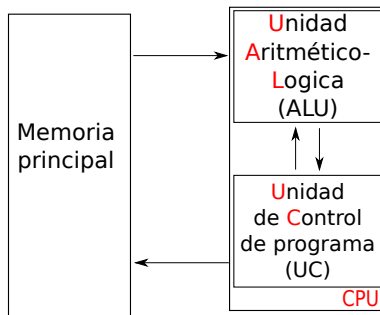 Memoria
principal
Unidad
Aritmético-
Logica
(ALU)
Unidad
de Control
de programa
(UC)
CPU